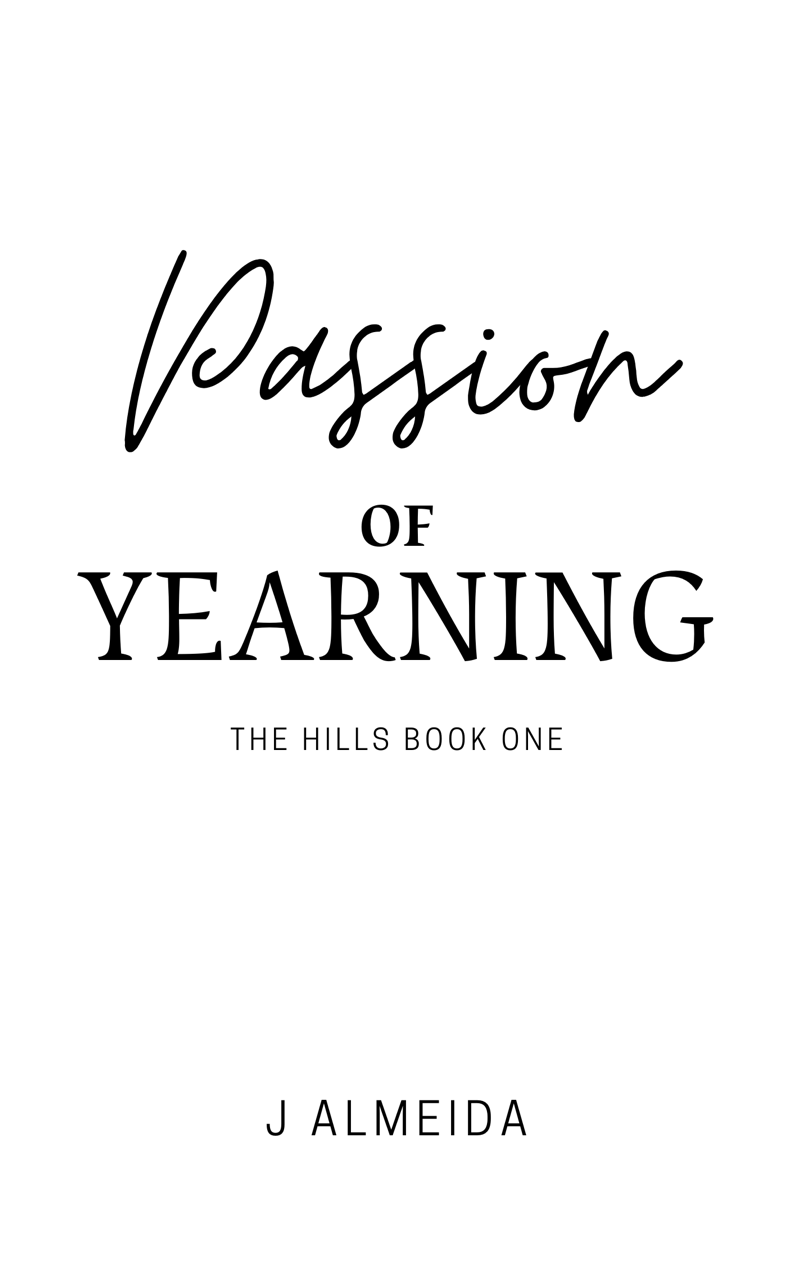 Passion
OF
YEARNING
THE HILLS BOOK ONE
J ALMEIDA